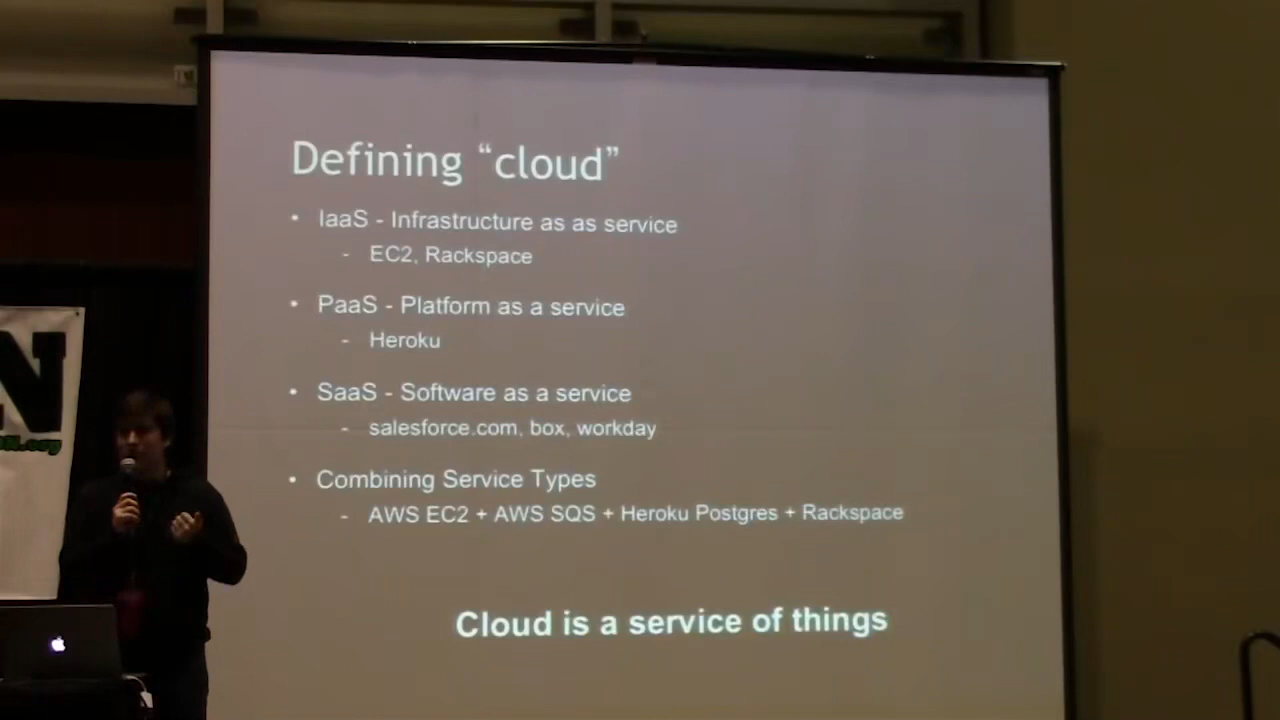 Defining “cloud”
• IaaS - Infrastructure as as service
- EC2, Rackspace
• PaaS - Platform as a service
- Heroku
• SaaS - Software as a service
- salesforce.com, box, workday
• Combining Service Types
- AWS EC2 + AWS SQS + Heroku Postgres + Rackspace
Cloud is a service of things
N